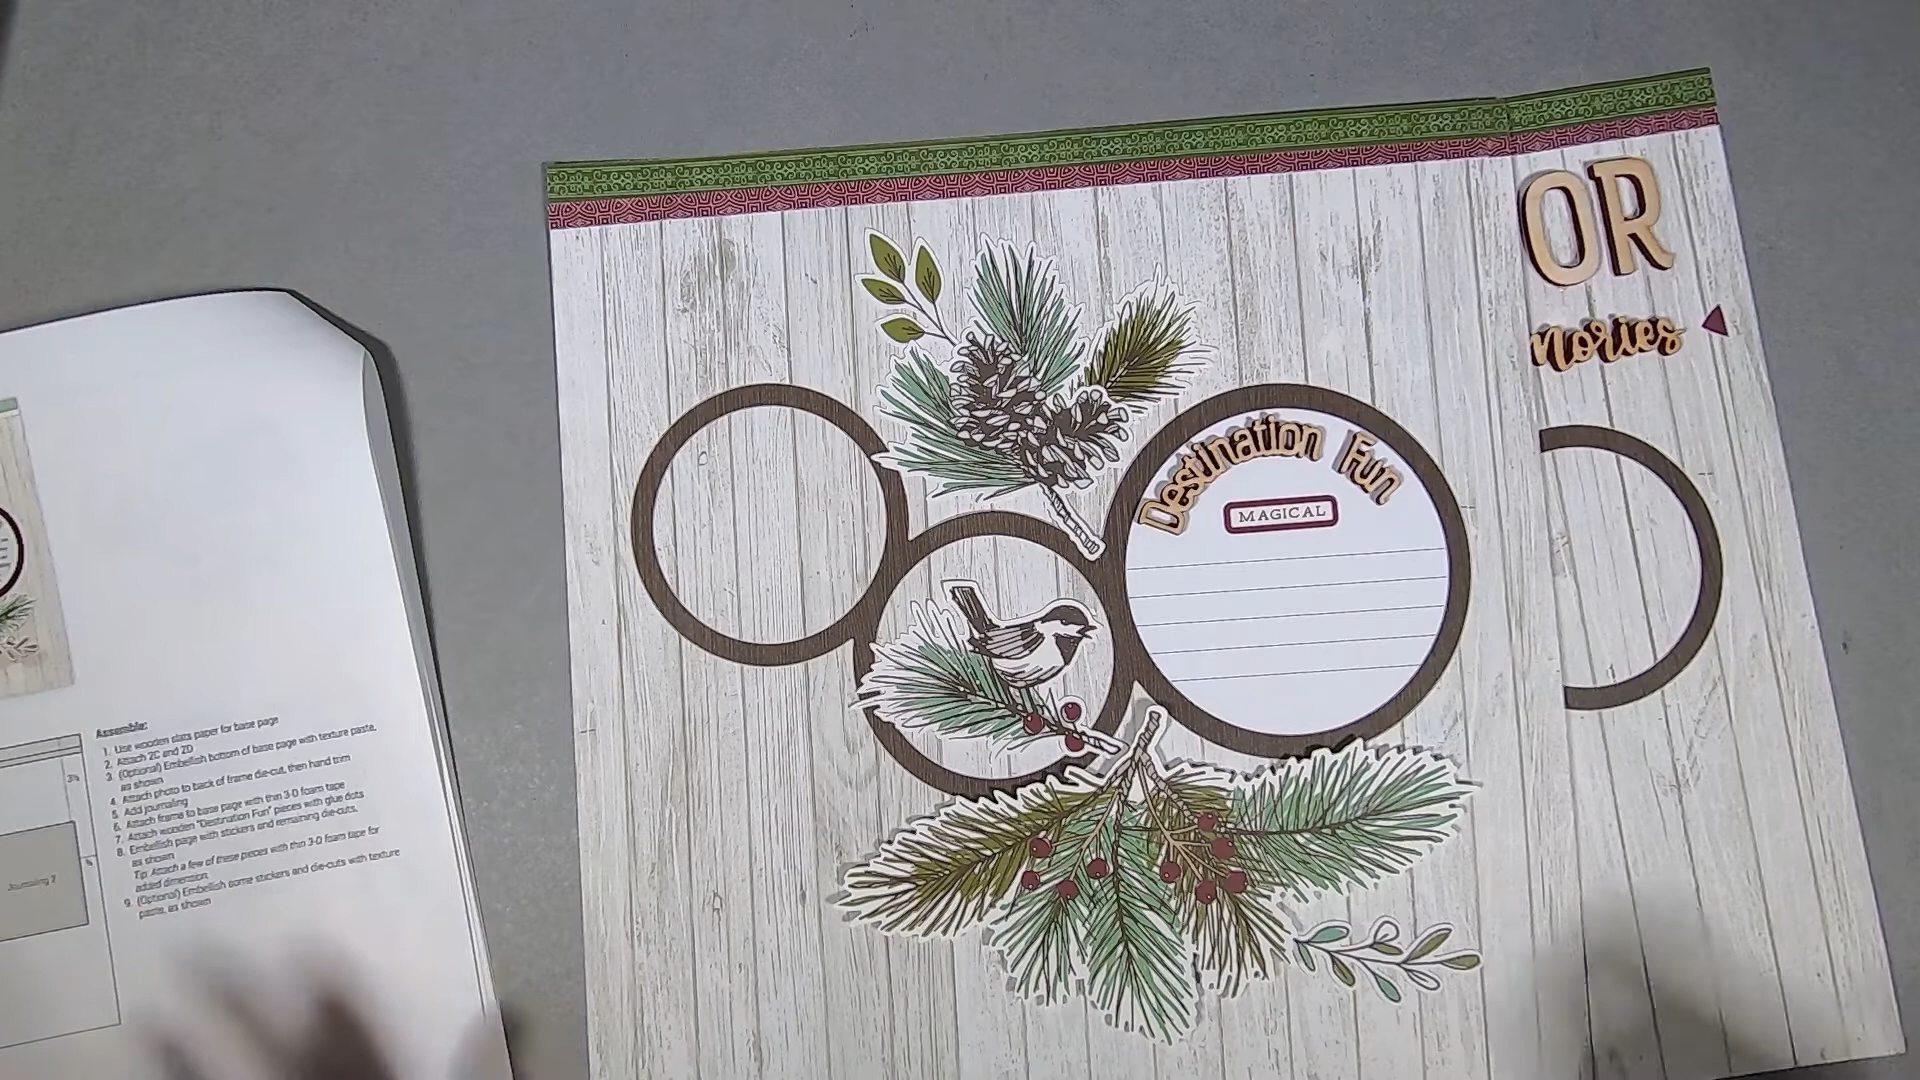 Assemble:
1. Use wooden slats paper for base page
2. Attach 2C and 2D
3. (Optional) Embellish bottom of base page with texture paste,
as shown
4. Attach photo to back of frame die-cut, then hand trim
5. Add journaling
6. Attach frame to base page with thin 3-D foam tape
7. Attach wooden "Destination Fun" pieces with glue dots
8. Embellish page with stickers and remaining die-cuts,
as shown
Tip: Attach a few of these pieces with thin 3-D foam tape for
added dimension.
9. (Optional) Embellish some stickers and die-cuts with texture
paste, as shown
3¾
Journaling 7
Destination Fun
MAGICAL
OR
mories